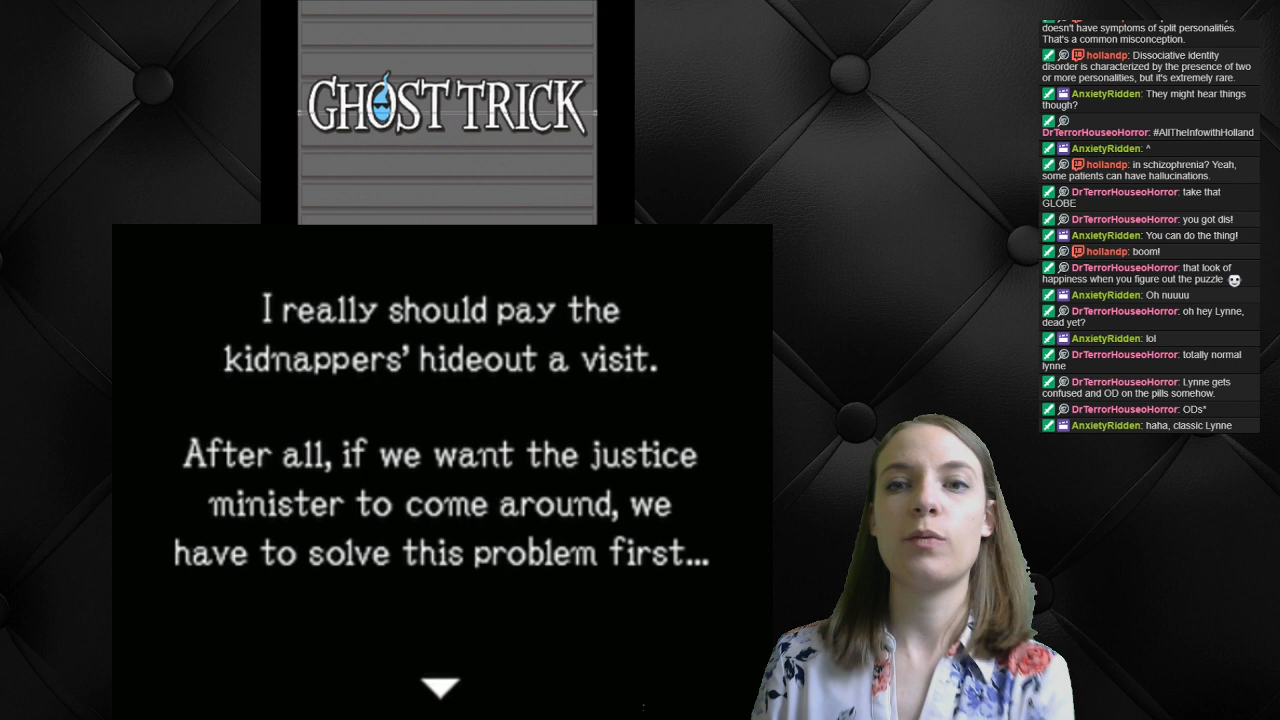 GHOST TRICK
I really should pay the
kidnappers' hideout a visit.
After all, if we want the justice
minister to come around, we
have to solve this problem first...
doesn't have symptoms of split personalities.
That's a common misconception.
hollandp: Dissociative identity
disorder is characterized by the presence of two
or more personalities, but it's extremely rare.
AnxietyRidden: They might hear things
though?
DrTerrorHouseoHorror: #AllTheInfowithHolland
AnxietyRidden: ^
hollandp: in schizophrenia? Yeah,
some patients can have hallucinations.
DrTerrorHouseoHorror: take that
GLOBE
DrTerrorHouseoHorror: you got dis!
AnxietyRidden: You can do the thing!
hollandp: boom!
DrTerrorHouseoHorror: that look of
happiness when you figure out the puzzle
AnxietyRidden: Oh nuuuu
DrTerrorHouseoHorror: oh hey Lynne,
dead yet?
AnxietyRidden: lol
DrTerrorHouseoHorror: totally normal
lynne
DrTerrorHouseoHorror: Lynne gets
confused and OD on the pills somehow.
DrTerrorHouseoHorror: ODs*
AnxietyRidden: haha, classic Lynne